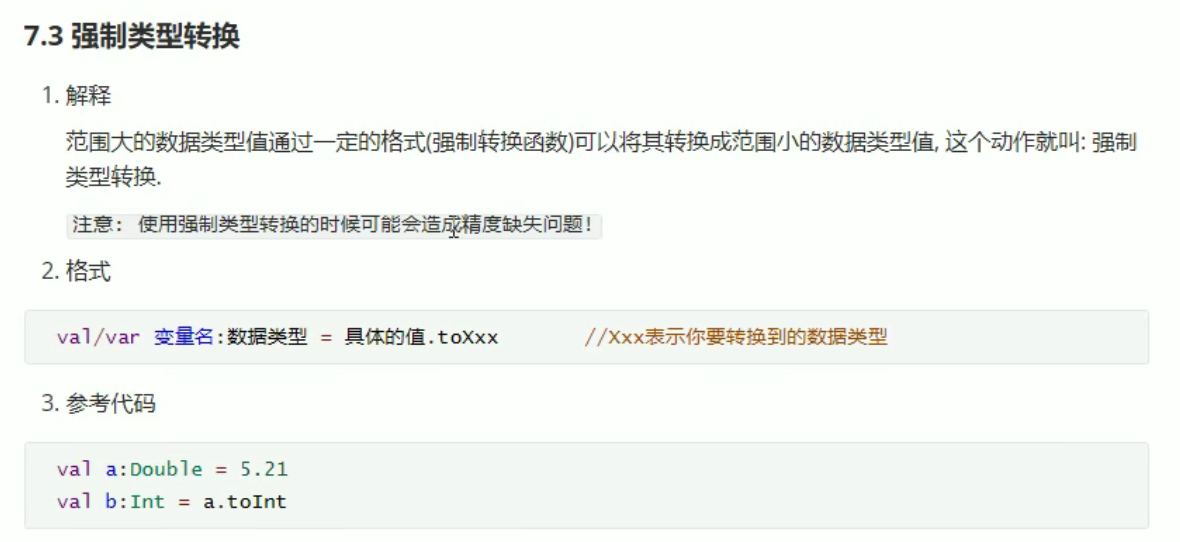 7.3 强制类型转换
1. 解释
范围大的数据类型值通过一定的格式(强制转换函数)可以将其转换成范围小的数据类型值, 这个动作就叫: 强制
类型转换.
注意: 使用强制类型转换的时候可能会造成精度缺失问题!
2. 格式
val/var 变量名:数据类型 = 具体的值.toXxx //Xxx表示你要转换到的数据类型
3. 参考代码
val a:Double = 5.21
val b:Int = a.toInt